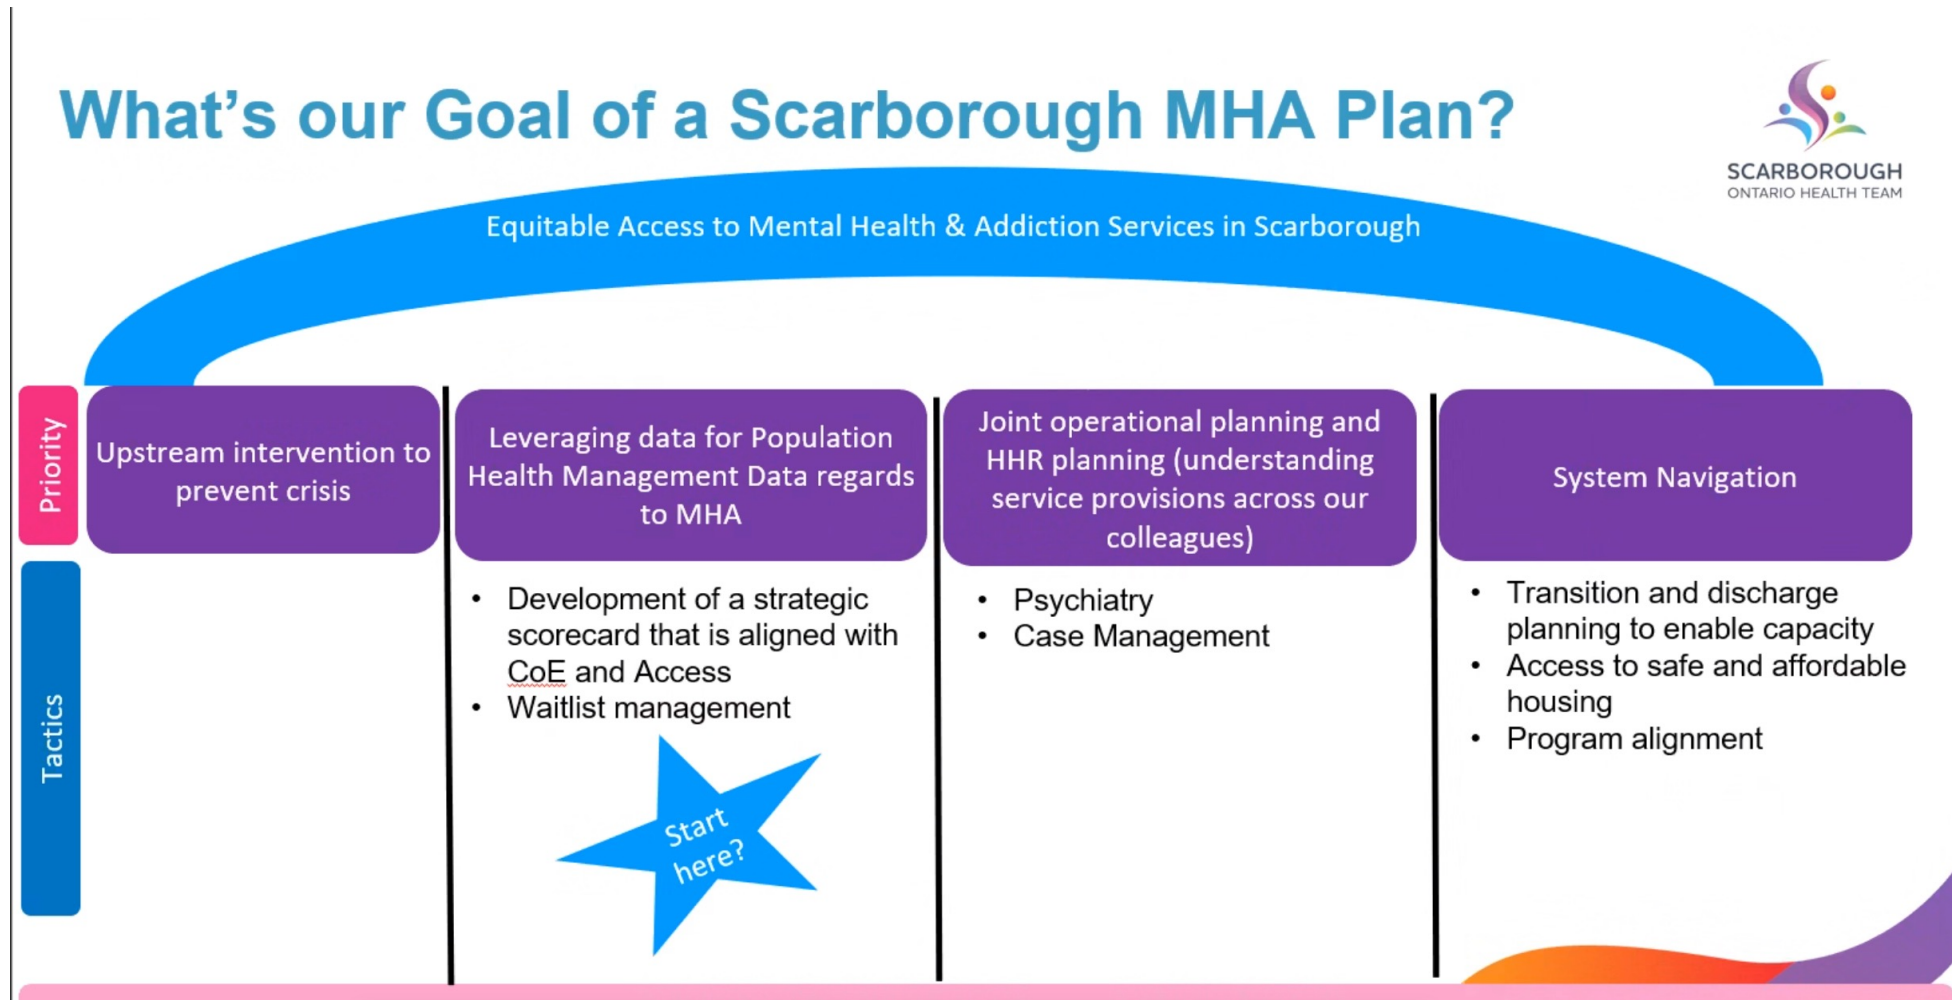 What's our Goal of a Scarborough MHA Plan?
SCARBOROUGH
ONTARIO HEALTH TEAM
Equitable Access to Mental Health & Addiction Services in Scarborough
Priority
Upstream intervention to
prevent crisis
Leveraging data for Population
Health Management Data regards
to MHA
Joint operational planning and
HHR planning (understanding
service provisions across our
colleagues)
System Navigation
Tactics
• Development of a strategic
scorecard that is aligned with
CoE and Access
• Waitlist management
Start
here?
• Psychiatry
• Case Management
• Transition and discharge
planning to enable capacity
• Access to safe and affordable
housing
• Program alignment